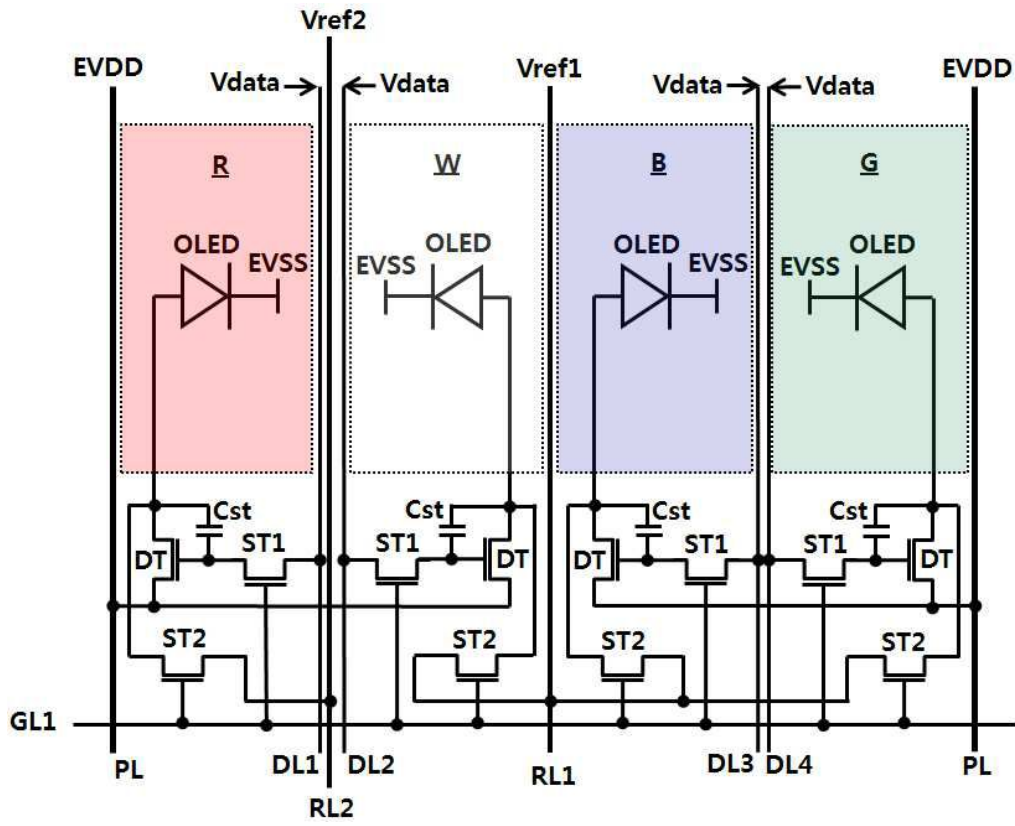 Vref2
EVDD
Vdata
Vdata
Vref1
Vdata
Vdata
EVDD
R
W
B
G
OLED
EVSS
EVSS
OLED
OLED
EVSS
EVSS
OLED
Cst
ST1
DT
Cst
ST1
DT
Cst
ST1
DT
Cst
ST1
DT
ST2
ST2
ST2
ST2
GL1
PL
DL1
DL2
RL1
DL3
DL4
PL
RL2